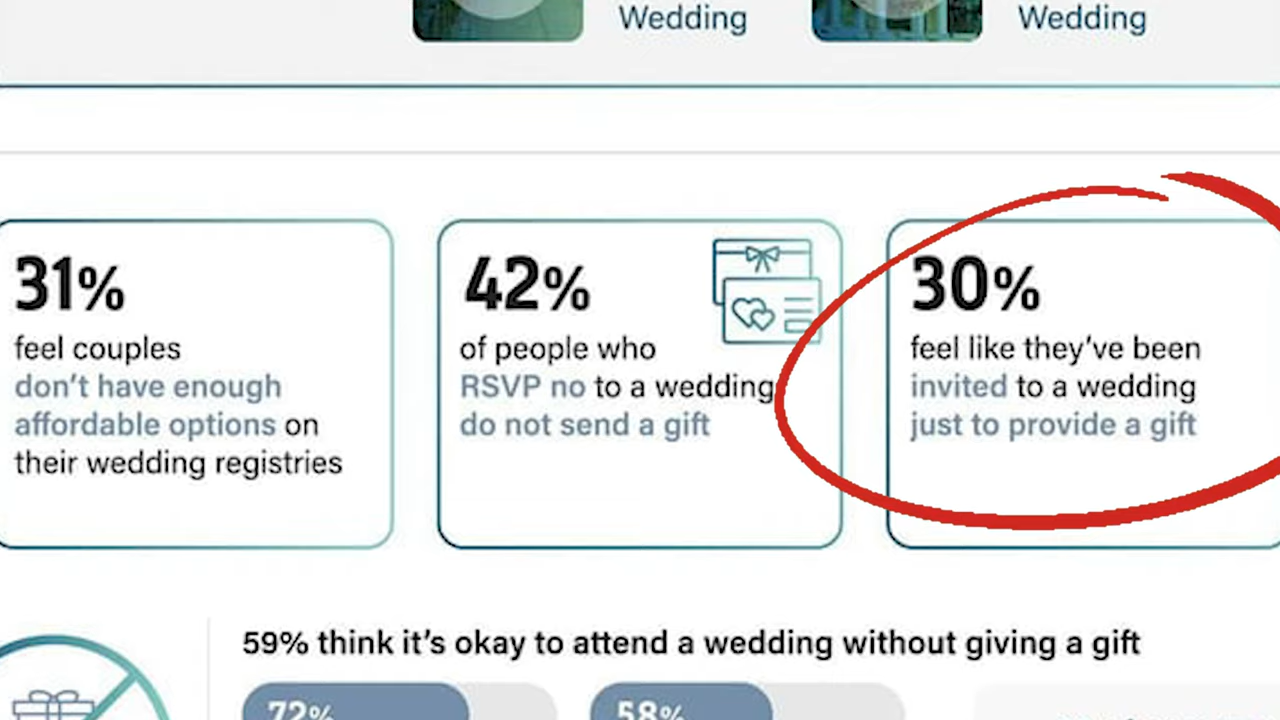 Wedding
Wedding
31%
feel couples
don't have enough
affordable options on
their wedding registries
42%
of people who
RSVP no to a wedding
do not send a gift
30%
feel like they've been
invited to a wedding
just to provide a gift
59% think it's okay to attend a wedding without giving a gift
72%
58%